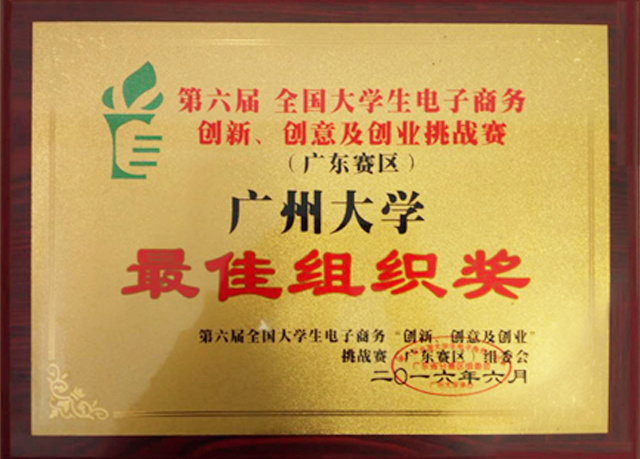 第六届 全国大学生电子商务
创新、创意及创业挑战赛
(广东赛区)
广州大学
最佳组织奖
第六届全国大学生电子商务“创新 创意及创业”
挑战赛 广东赛区 组委会
二〇一六年六月